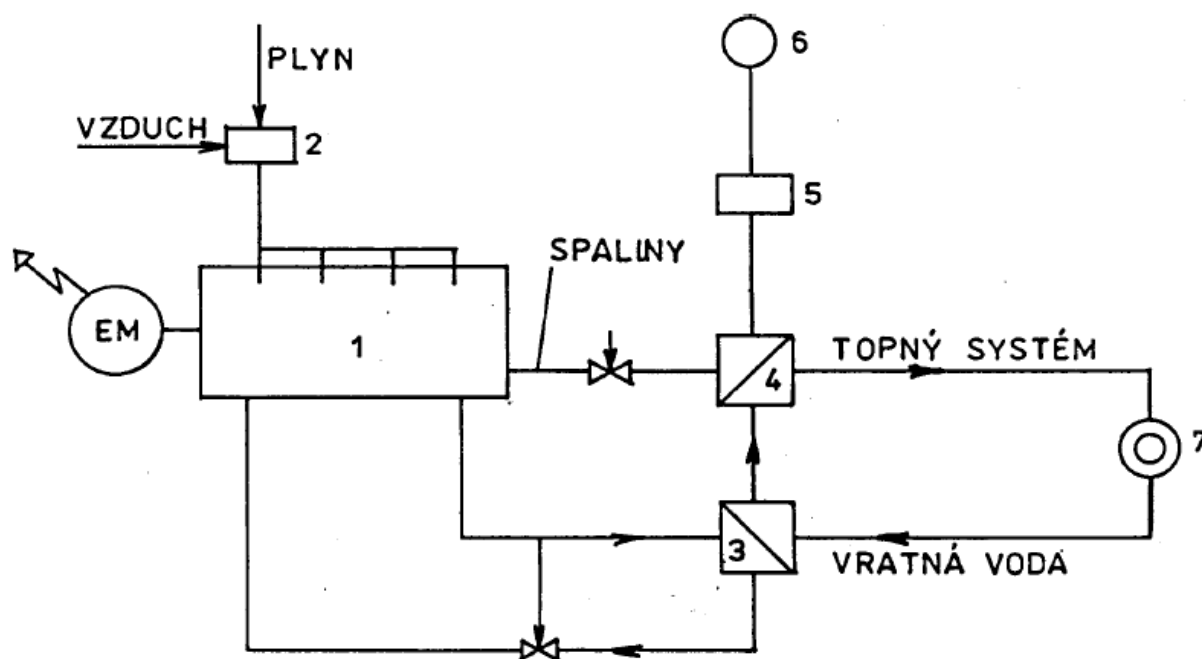 6
PLYN
VZDUCH
2
5
SPALINY
EM
1
TOPNÝ SYSTÉM
4
7
3
VRATNÁ VODA